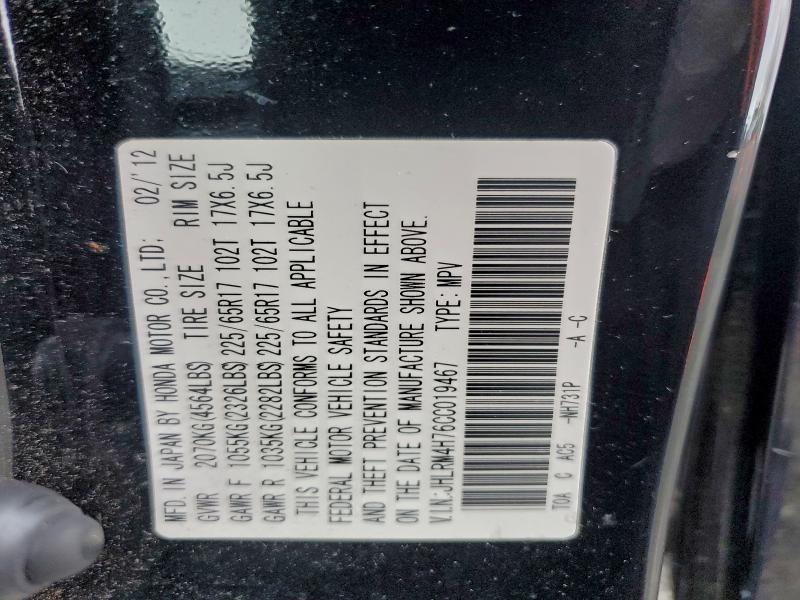 MFD. IN JAPAN BY HONDA MOTOR CO.,LTD; 02/'12
GVWR 2070KG(4564LBS) TIRE SIZE RIM SIZE
GAWR F 1055KG(2326LBS) 225/65R17 102T 17X6.5J
GAWR R 1035KG(2282LBS) 225/65R17 102T 17X6.5J
THIS VEHICLE CONFORMS TO ALL APPLICABLE
FEDERAL MOTOR VEHICLE SAFETY
AND THEFT PREVENTION STANDARDS IN EFFECT
ON THE DATE OF MANUFACTURE SHOWN ABOVE.
V.I.N:JHLRM4H76CC019467 TYPE: MPV
T0A C AC5 -NH731P -A -C